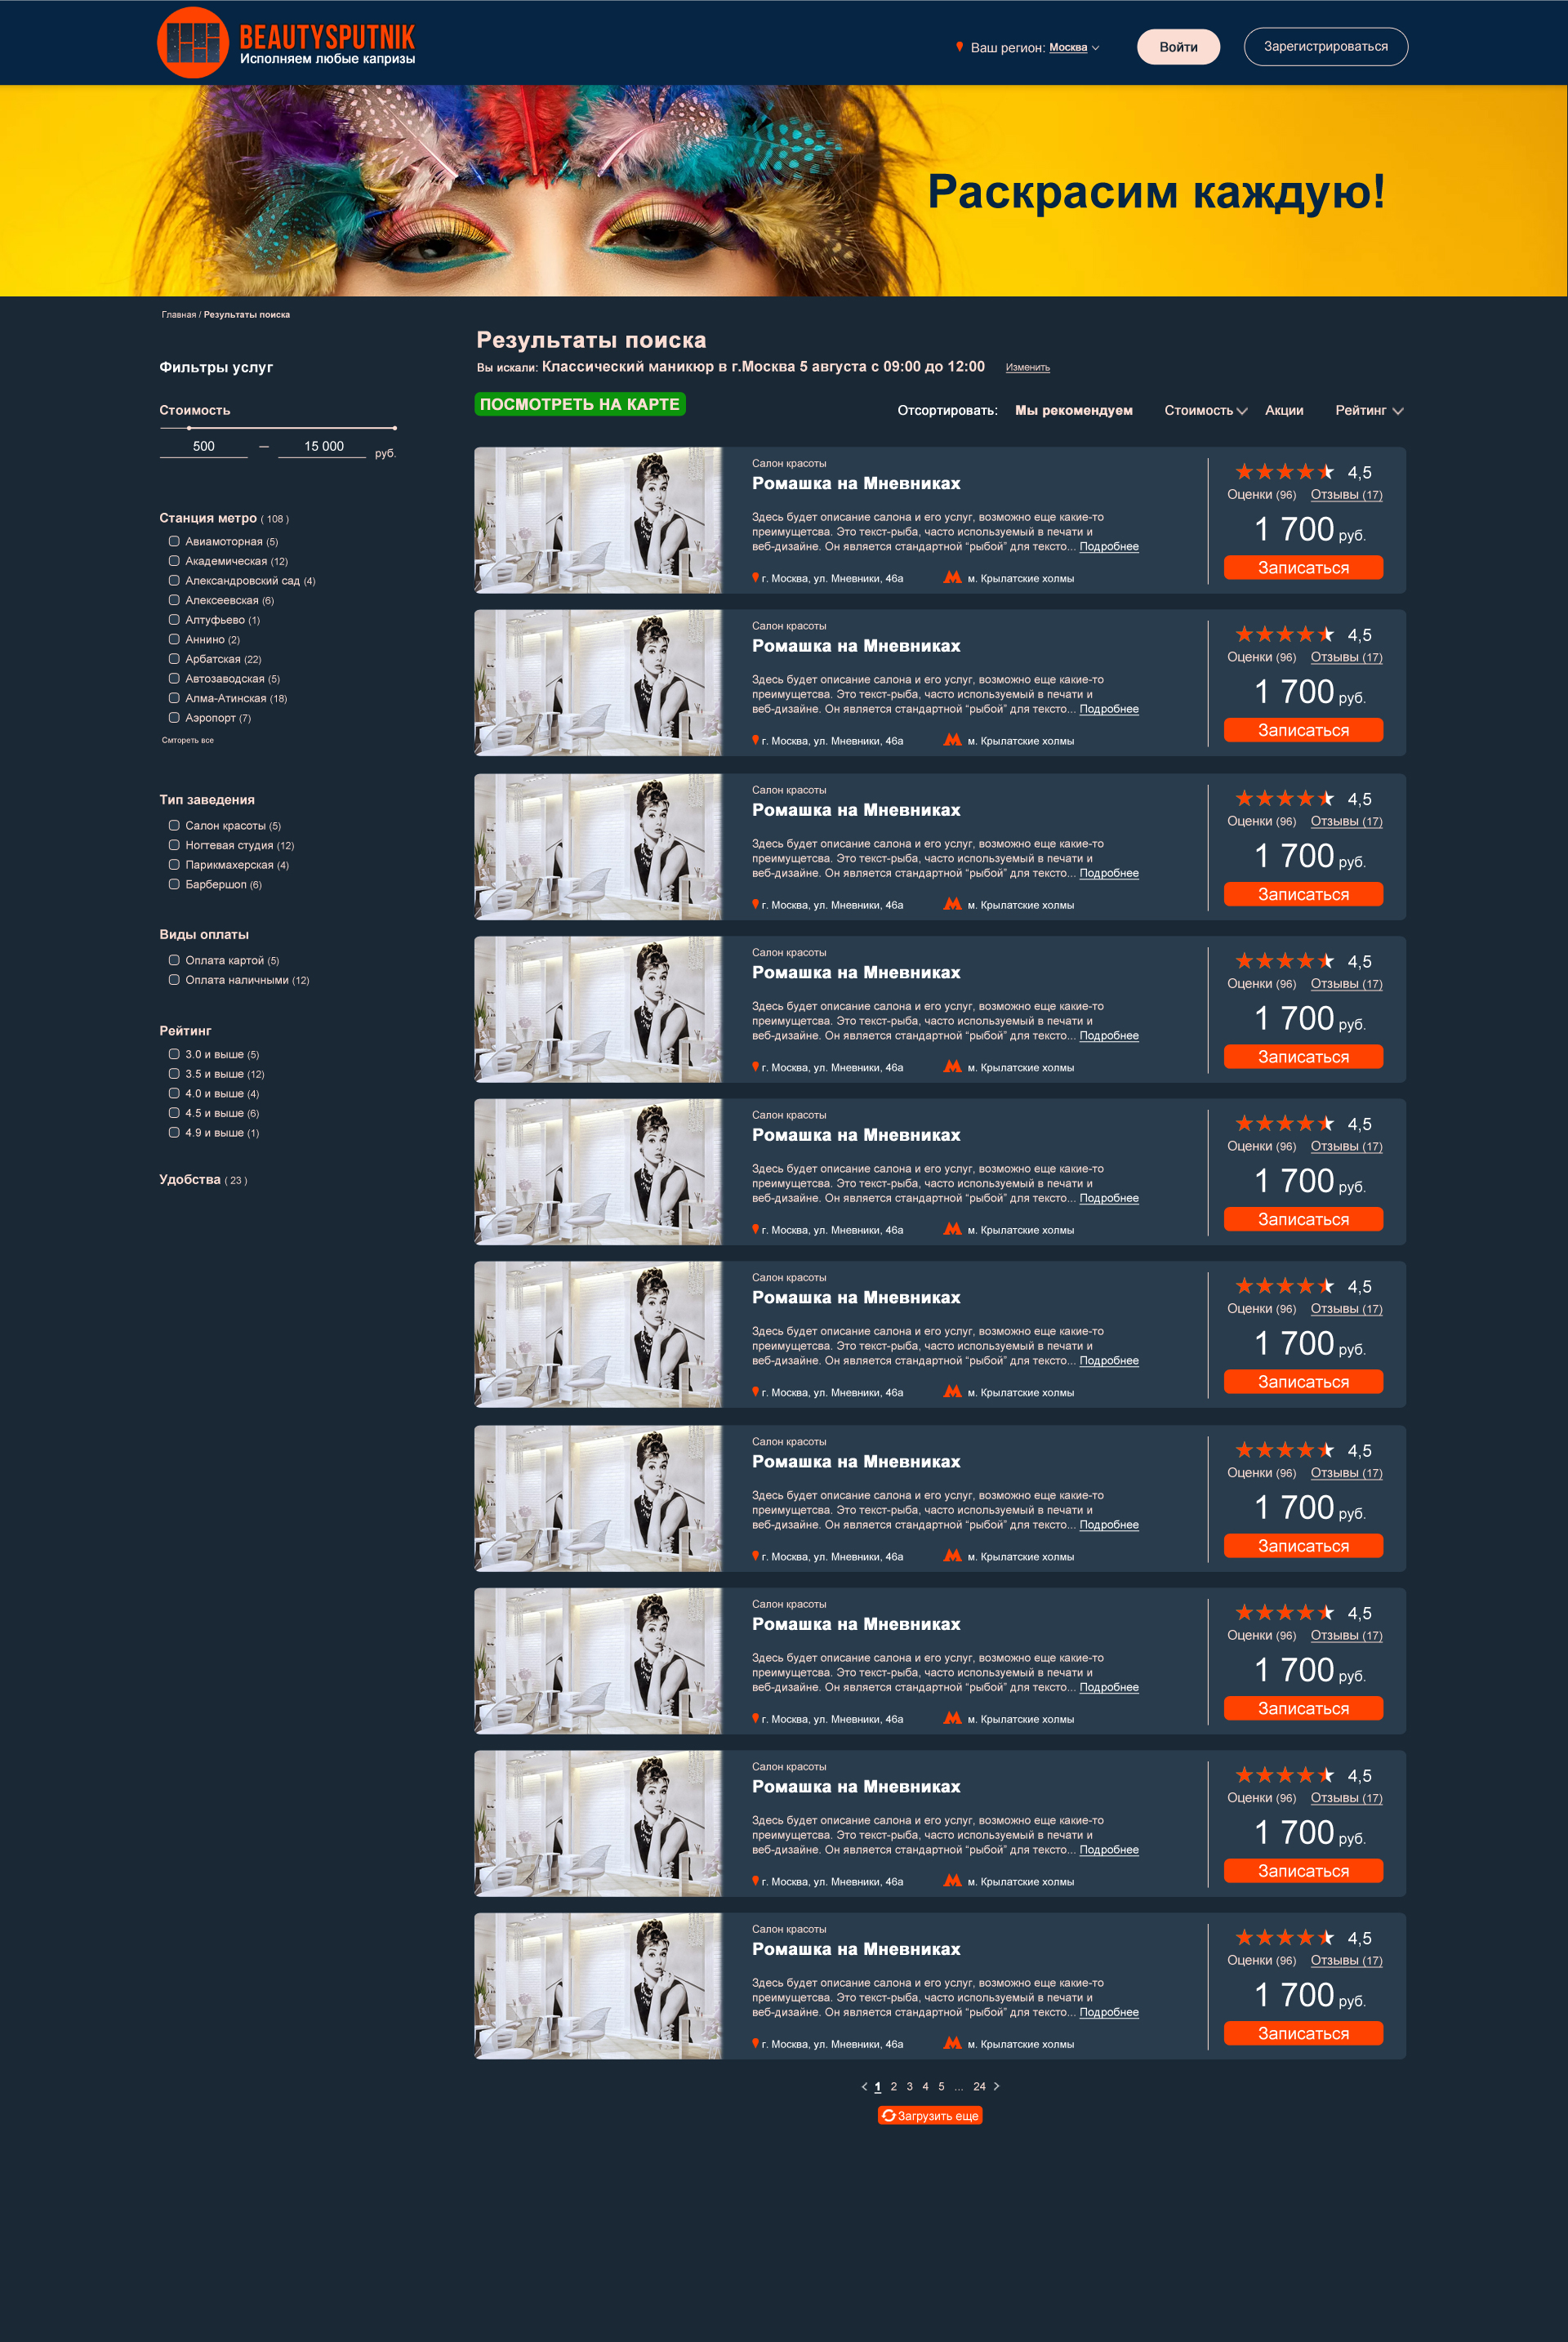 BEAUTYSPUTNIK
Исполняем любые капризы
Ваш регион: Москва
Войти
Зарегистрироваться
Раскрасим каждую!
Главная / Результаты поиска
Фильтры услуг
Стоимость
500 — 15 000 руб.
Станция метро ( 108 )
Авиамоторная (5)
Академическая (12)
Александровский сад (4)
Алексеевская (6)
Алтуфьево (1)
Аннино (2)
Арбатская (22)
Автозаводская (5)
Алма-Атинская (18)
Аэропорт (7)
Смтореть все
Тип заведения
Салон красоты (5)
Ногтевая студия (12)
Парикмахерская (4)
Барбершоп (6)
Виды оплаты
Оплата картой (5)
Оплата наличными (12)
Рейтинг
3.0 и выше (5)
3.5 и выше (12)
4.0 и выше (4)
4.5 и выше (6)
4.9 и выше (1)
Удобства ( 23 )
Результаты поиска
Вы искали: Классический маникюр в г.Москва 5 августа с 09:00 до 12:00 Изменить
ПОСМОТРЕТЬ НА КАРТЕ
Отсортировать: Мы рекомендуем Стоимость Акции Рейтинг
Салон красоты
Ромашка на Мневниках
Здесь будет описание салона и его услуг, возможно еще какие-то
преимущетсва. Это текст-рыба, часто используемый в печати и
веб-дизайне. Он является стандартной “рыбой” для тексто... Подробнее
г. Москва, ул. Мневники, 46а м. Крылатские холмы
4,5
Оценки (96) Отзывы (17)
1 700 руб.
Записаться
Салон красоты
Ромашка на Мневниках
Здесь будет описание салона и его услуг, возможно еще какие-то
преимущетсва. Это текст-рыба, часто используемый в печати и
веб-дизайне. Он является стандартной “рыбой” для тексто... Подробнее
г. Москва, ул. Мневники, 46а м. Крылатские холмы
4,5
Оценки (96) Отзывы (17)
1 700 руб.
Записаться
Салон красоты
Ромашка на Мневниках
Здесь будет описание салона и его услуг, возможно еще какие-то
преимущетсва. Это текст-рыба, часто используемый в печати и
веб-дизайне. Он является стандартной “рыбой” для тексто... Подробнее
г. Москва, ул. Мневники, 46а м. Крылатские холмы
4,5
Оценки (96) Отзывы (17)
1 700 руб.
Записаться
Салон красоты
Ромашка на Мневниках
Здесь будет описание салона и его услуг, возможно еще какие-то
преимущетсва. Это текст-рыба, часто используемый в печати и
веб-дизайне. Он является стандартной “рыбой” для тексто... Подробнее
г. Москва, ул. Мневники, 46а м. Крылатские холмы
4,5
Оценки (96) Отзывы (17)
1 700 руб.
Записаться
Салон красоты
Ромашка на Мневниках
Здесь будет описание салона и его услуг, возможно еще какие-то
преимущетсва. Это текст-рыба, часто используемый в печати и
веб-дизайне. Он является стандартной “рыбой” для тексто... Подробнее
г. Москва, ул. Мневники, 46а м. Крылатские холмы
4,5
Оценки (96) Отзывы (17)
1 700 руб.
Записаться
Салон красоты
Ромашка на Мневниках
Здесь будет описание салона и его услуг, возможно еще какие-то
преимущетсва. Это текст-рыба, часто используемый в печати и
веб-дизайне. Он является стандартной “рыбой” для тексто... Подробнее
г. Москва, ул. Мневники, 46а м. Крылатские холмы
4,5
Оценки (96) Отзывы (17)
1 700 руб.
Записаться
Салон красоты
Ромашка на Мневниках
Здесь будет описание салона и его услуг, возможно еще какие-то
преимущетсва. Это текст-рыба, часто используемый в печати и
веб-дизайне. Он является стандартной “рыбой” для тексто... Подробнее
г. Москва, ул. Мневники, 46а м. Крылатские холмы
4,5
Оценки (96) Отзывы (17)
1 700 руб.
Записаться
Салон красоты
Ромашка на Мневниках
Здесь будет описание салона и его услуг, возможно еще какие-то
преимущетсва. Это текст-рыба, часто используемый в печати и
веб-дизайне. Он является стандартной “рыбой” для тексто... Подробнее
г. Москва, ул. Мневники, 46а м. Крылатские холмы
4,5
Оценки (96) Отзывы (17)
1 700 руб.
Записаться
Салон красоты
Ромашка на Мневниках
Здесь будет описание салона и его услуг, возможно еще какие-то
преимущетсва. Это текст-рыба, часто используемый в печати и
веб-дизайне. Он является стандартной “рыбой” для тексто... Подробнее
г. Москва, ул. Мневники, 46а м. Крылатские холмы
4,5
Оценки (96) Отзывы (17)
1 700 руб.
Записаться
Салон красоты
Ромашка на Мневниках
Здесь будет описание салона и его услуг, возможно еще какие-то
преимущетсва. Это текст-рыба, часто используемый в печати и
веб-дизайне. Он является стандартной “рыбой” для тексто... Подробнее
г. Москва, ул. Мневники, 46а м. Крылатские холмы
4,5
Оценки (96) Отзывы (17)
1 700 руб.
Записаться
1 2 3 4 5 ... 24
Загрузить еще